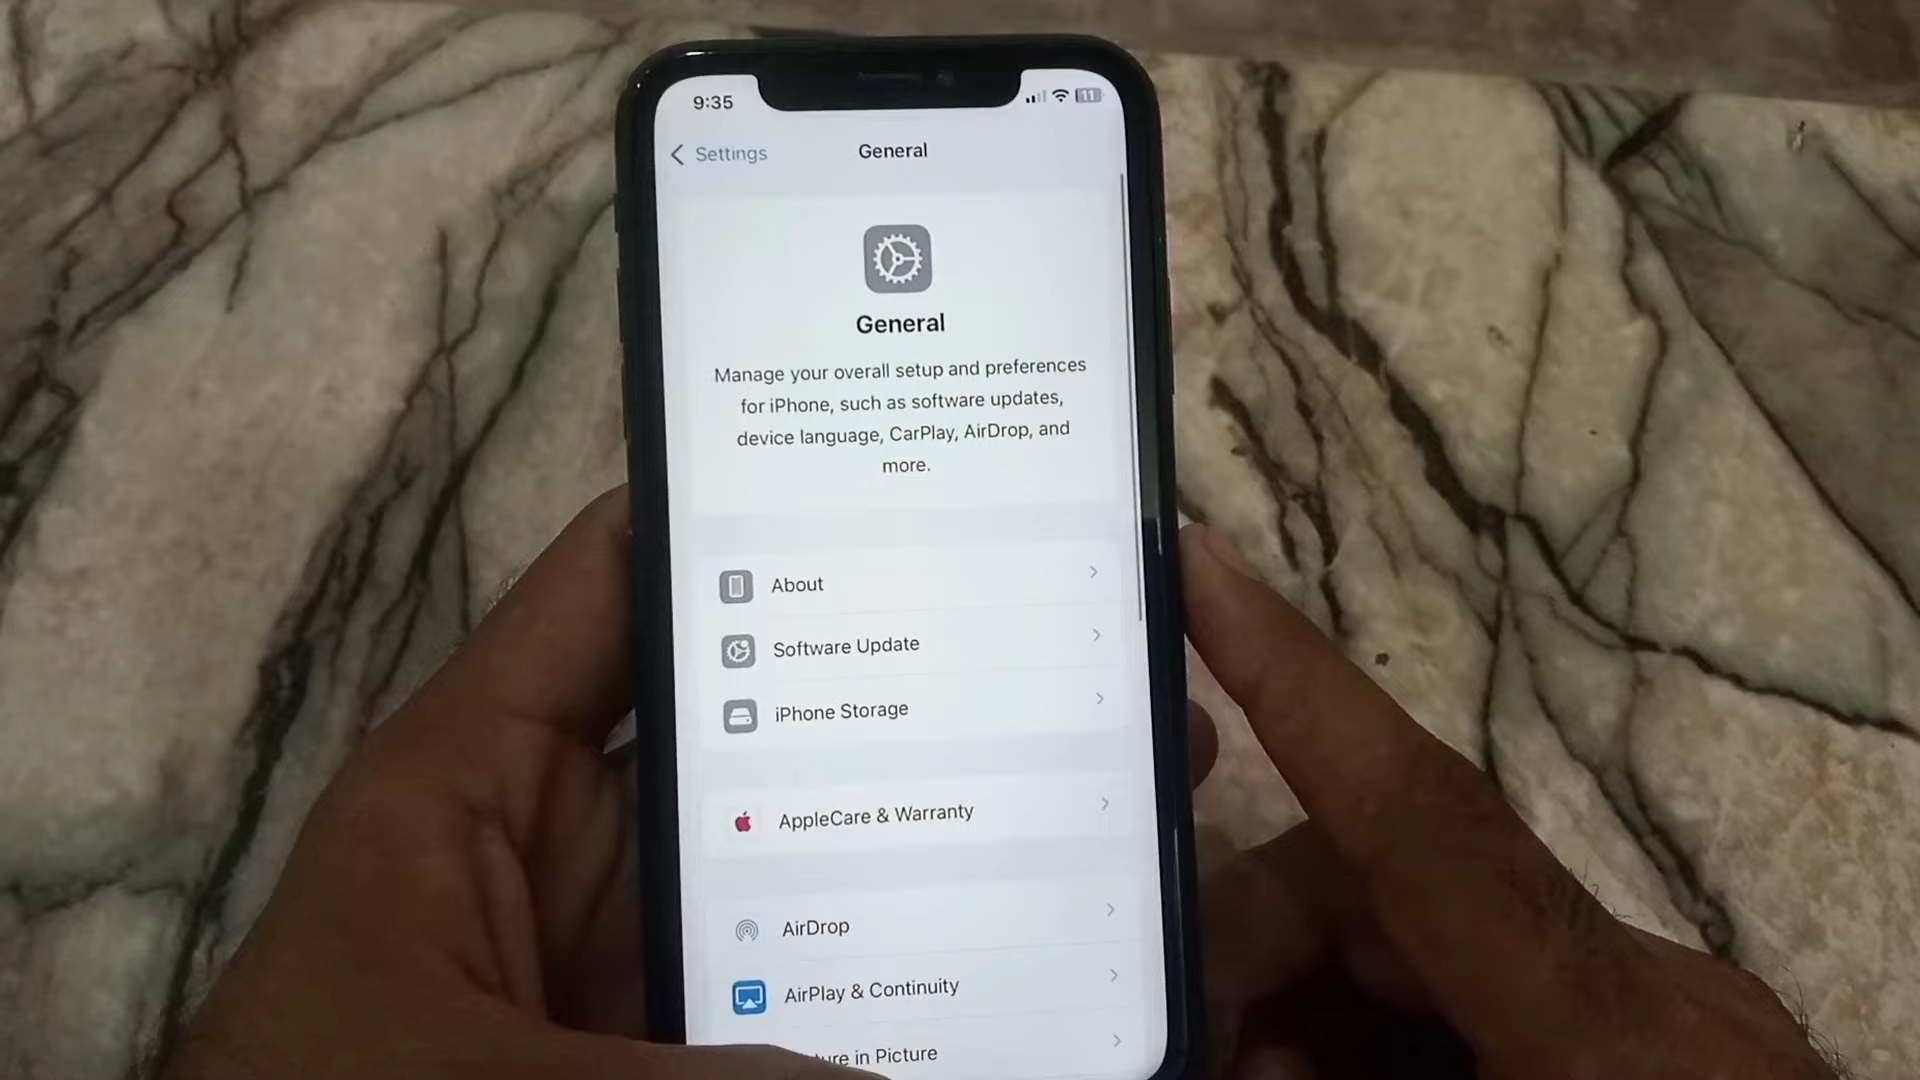 9:35
11
Settings
General
General
Manage your overall setup and preferences
for iPhone, such as software updates,
device language, CarPlay, AirDrop, and
more.
About
Software Update
iPhone Storage
AppleCare & Warranty
AirDrop
AirPlay & Continuity
in Picture